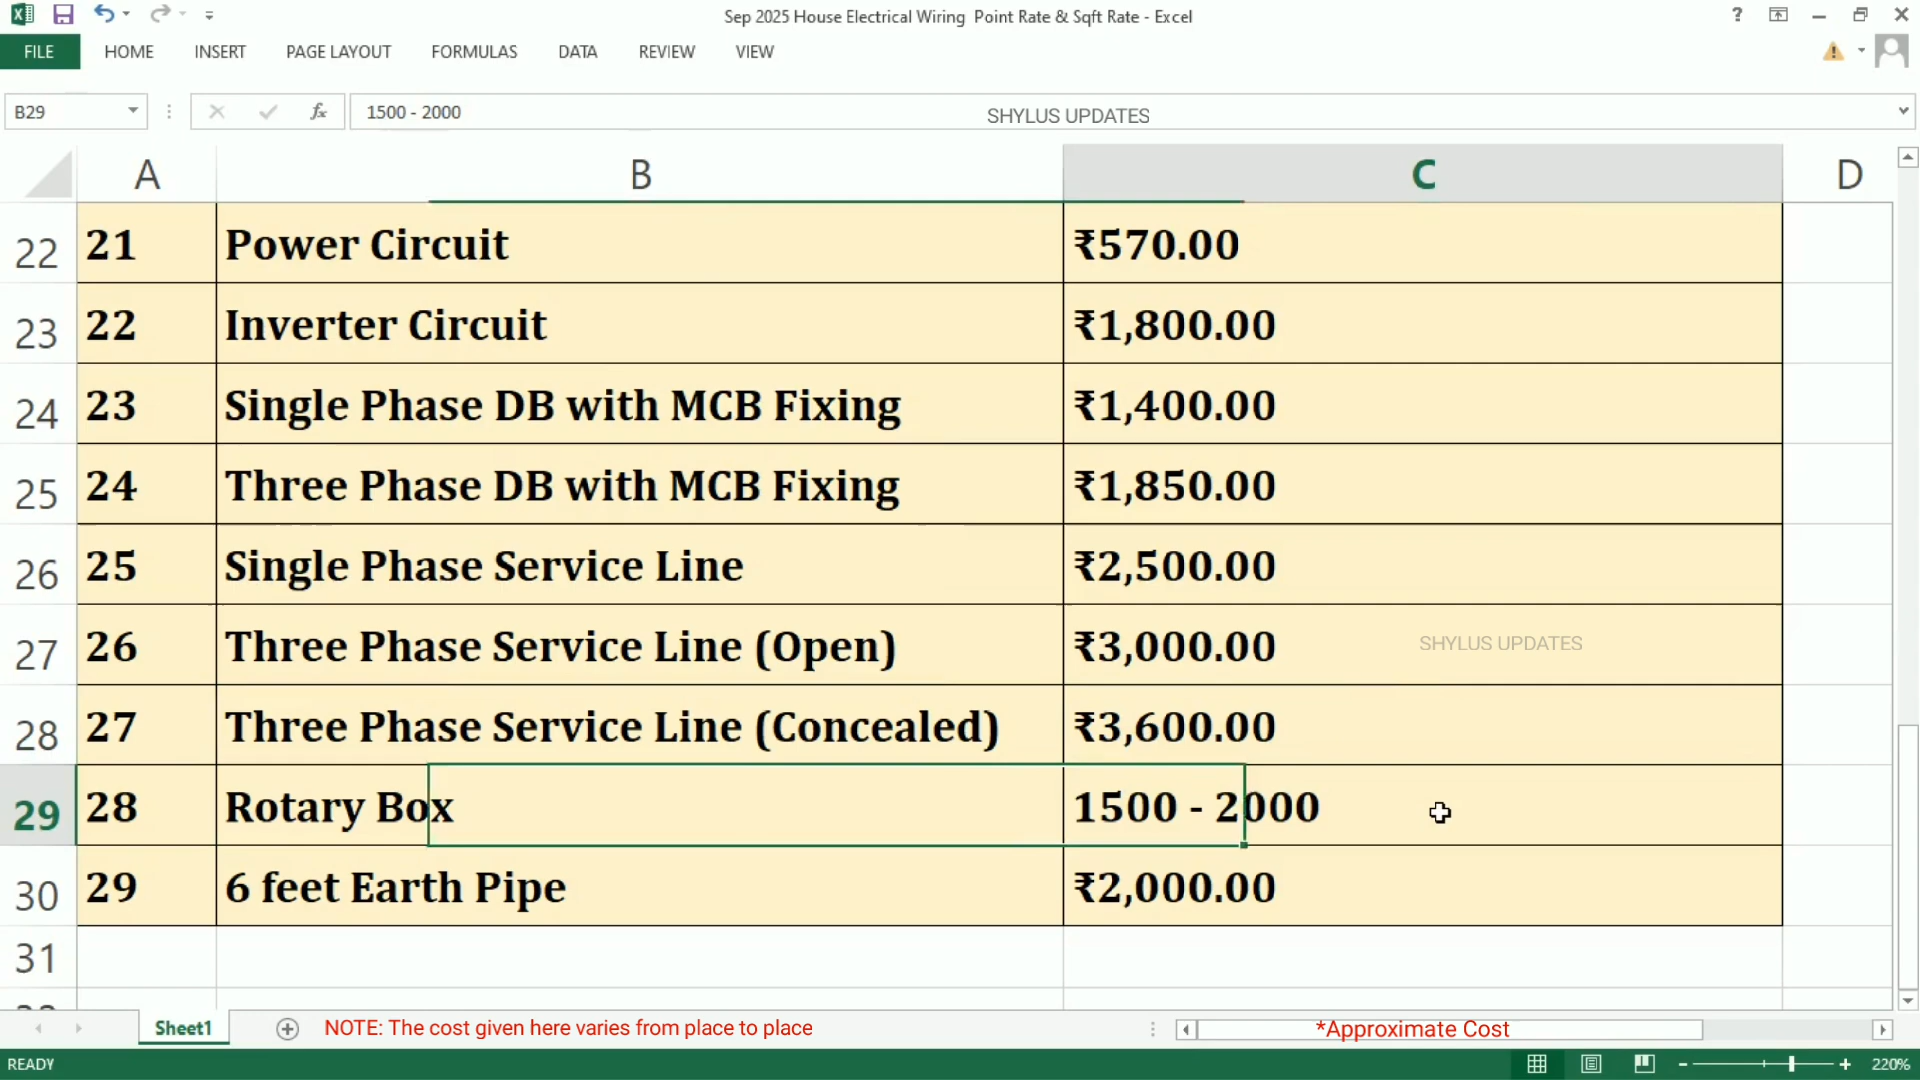 Sep 2025 House Electrical Wiring Point Rate & Sqft Rate - Excel
FILE HOME INSERT PAGE LAYOUT FORMULAS DATA REVIEW VIEW
B29 fx 1500 - 2000 SHYLUS UPDATES
A B C D
22 21 Power Circuit ₹570.00
23 22 Inverter Circuit ₹1,800.00
24 23 Single Phase DB with MCB Fixing ₹1,400.00
25 24 Three Phase DB with MCB Fixing ₹1,850.00
26 25 Single Phase Service Line ₹2,500.00
27 26 Three Phase Service Line (Open) ₹3,000.00 SHYLUS UPDATES
28 27 Three Phase Service Line (Concealed) ₹3,600.00
29 28 Rotary Box 1500 - 2000
30 29 6 feet Earth Pipe ₹2,000.00
31
Sheet1 NOTE: The cost given here varies from place to place *Approximate Cost
READY 220%